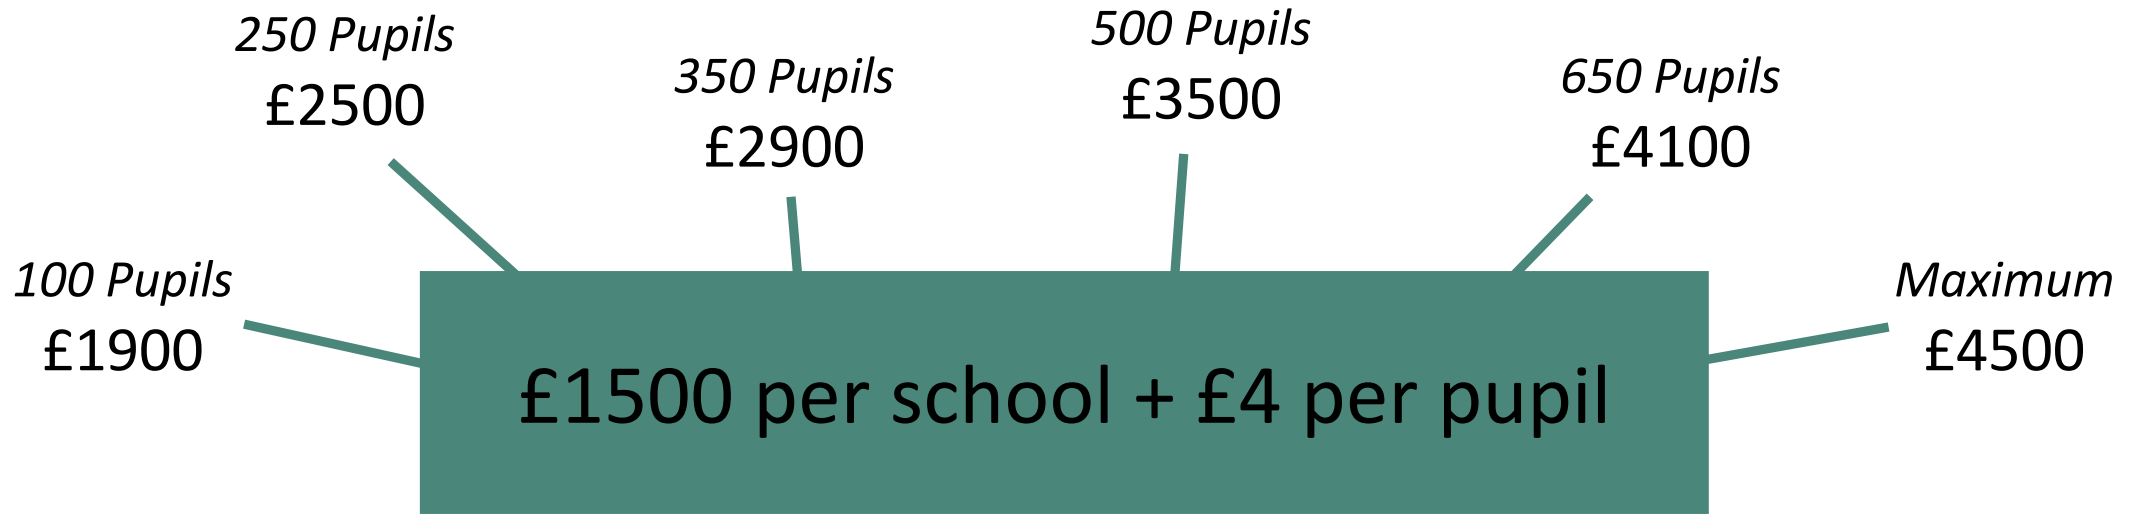 250 Pupils
£2500
350 Pupils
£2900
500 Pupils
£3500
650 Pupils
£4100
100 Pupils
£1900
Maximum
£4500
£1500 per school + £4 per pupil